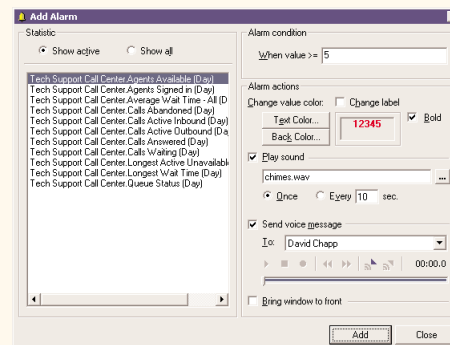 Add Alarm
Statistic
Show active
Show all
Tech Support Call Center.Agents Available (Day)
Tech Support Call Center.Agents Signed in (Day)
Tech Support Call Center.Average Wait Time - All (D
Tech Support Call Center.Calls Abandoned (Day)
Tech Support Call Center.Calls Active Inbound (Day)
Tech Support Call Center.Calls Active Outbound (Da
Tech Support Call Center.Calls Answered (Day)
Tech Support Call Center.Calls Waiting (Day)
Tech Support Call Center.Longest Active Unavailabl
Tech Support Call Center.Longest Wait Time (Day)
Tech Support Call Center.Queue Status (Day)
Alarm condition
When value >= 5
Alarm actions
Change value color:
Change label
Text Color...
Back Color...
12345
Bold
Play sound
chimes.wav
...
Once
Every 10 sec.
Send voice message
To: David Chapp
00:00.0
Bring window to front
Add
Close